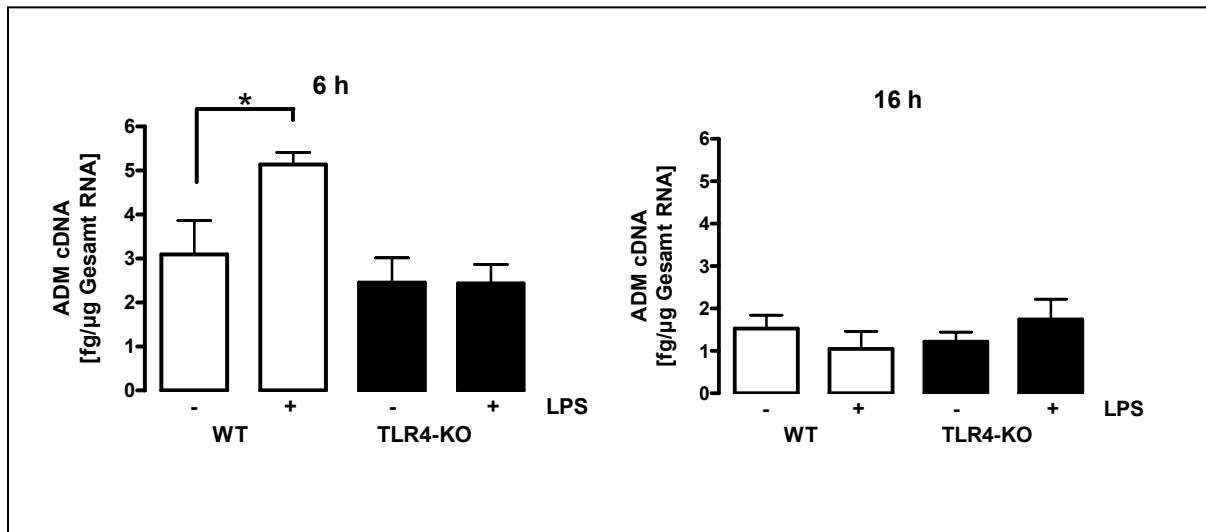 6 h
*
ADM cDNA
[fg/µg Gesamt RNA]
6
5
4
3
2
1
0
- + - + LPS
WT TLR4-KO
16 h
ADM cDNA
[fg/µg Gesamt RNA]
6
5
4
3
2
1
0
- + - + LPS
WT TLR4-KO